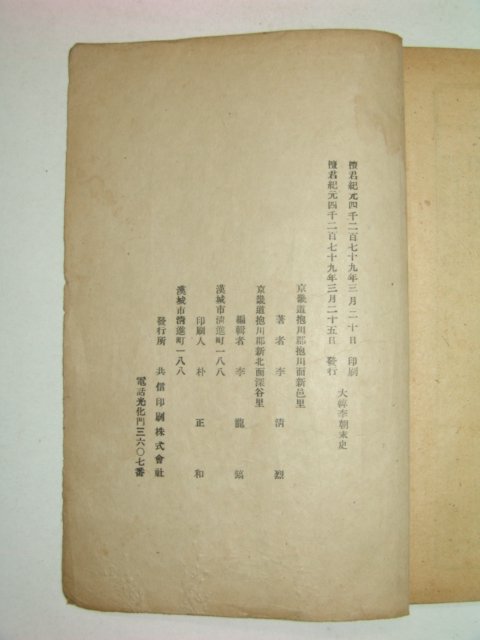 檀君紀元四千二百七十九年三月二十日 印刷
檀君紀元四千二百七十九年三月二十五日 發行
大韓李朝末史
京畿道抱川郡抱川面新邑里
著者 李 淸 烈
京畿道抱川郡新北面深谷里
編輯者 李 龍
漢城市淸進町一八八
印刷人 朴 正 和
漢城市淸進町一八八
發行所 共信印刷株式會社
電話光化門三六〇七番